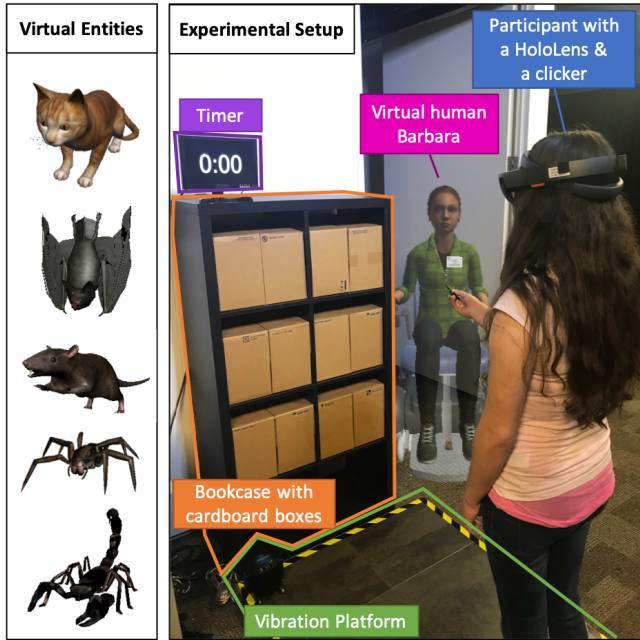 Virtual Entities
Experimental Setup
Participant with
a HoloLens &
a clicker
Timer
Virtual human
Barbara
0:00
Bookcase with
cardboard boxes
Vibration Platform